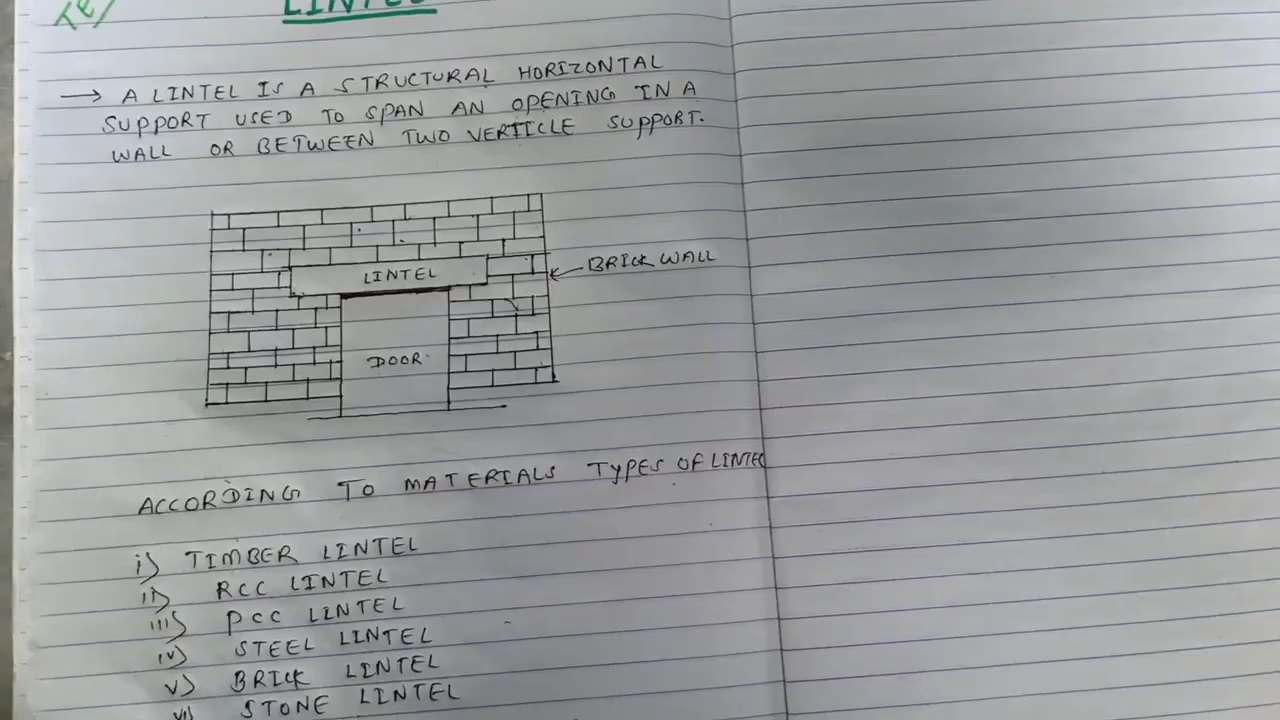 LINTEL
→ A LINTEL IS A STRUCTURAL HORIZONTAL
SUPPORT USED TO SPAN AN OPENING IN A
WALL OR BETWEEN TWO VERTICLE SUPPORT.
LINTEL
BRICK WALL
DOOR
ACCORDING TO MATERIALS TYPES OF LINTEL
i) TIMBER LINTEL
ii) RCC LINTEL
iii) PCC LINTEL
iv) STEEL LINTEL
v) BRICK LINTEL
vi) STONE LINTEL